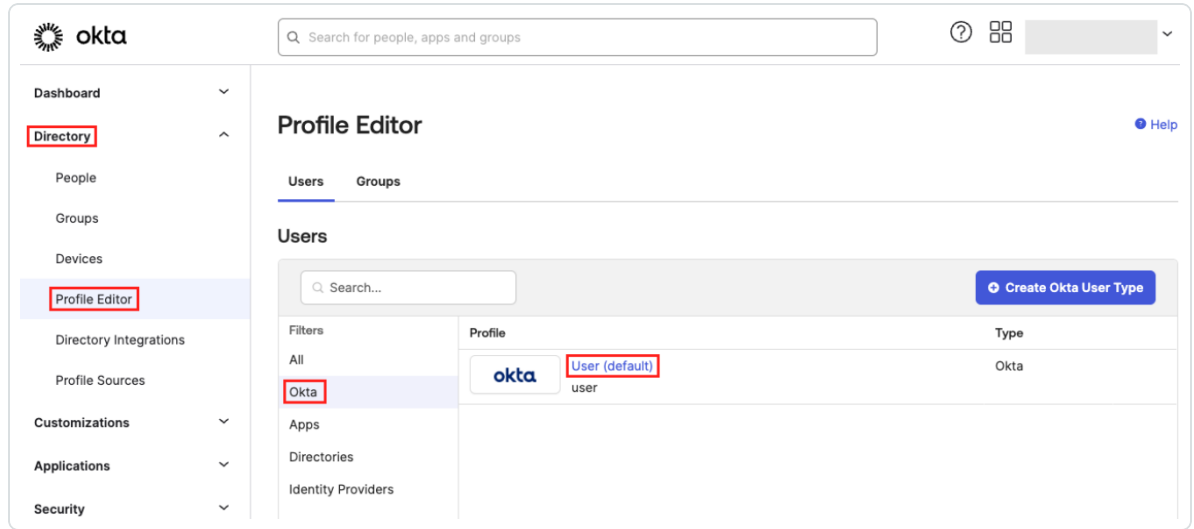 okta
Search for people, apps and groups
Dashboard
Directory
People
Groups
Devices
Profile Editor
Directory Integrations
Profile Sources
Customizations
Applications
Security
Profile Editor
Help
Users Groups
Users
Search...
Create Okta User Type
Filters
All
Okta
Apps
Directories
Identity Providers
Profile Type
okta User (default) Okta
user